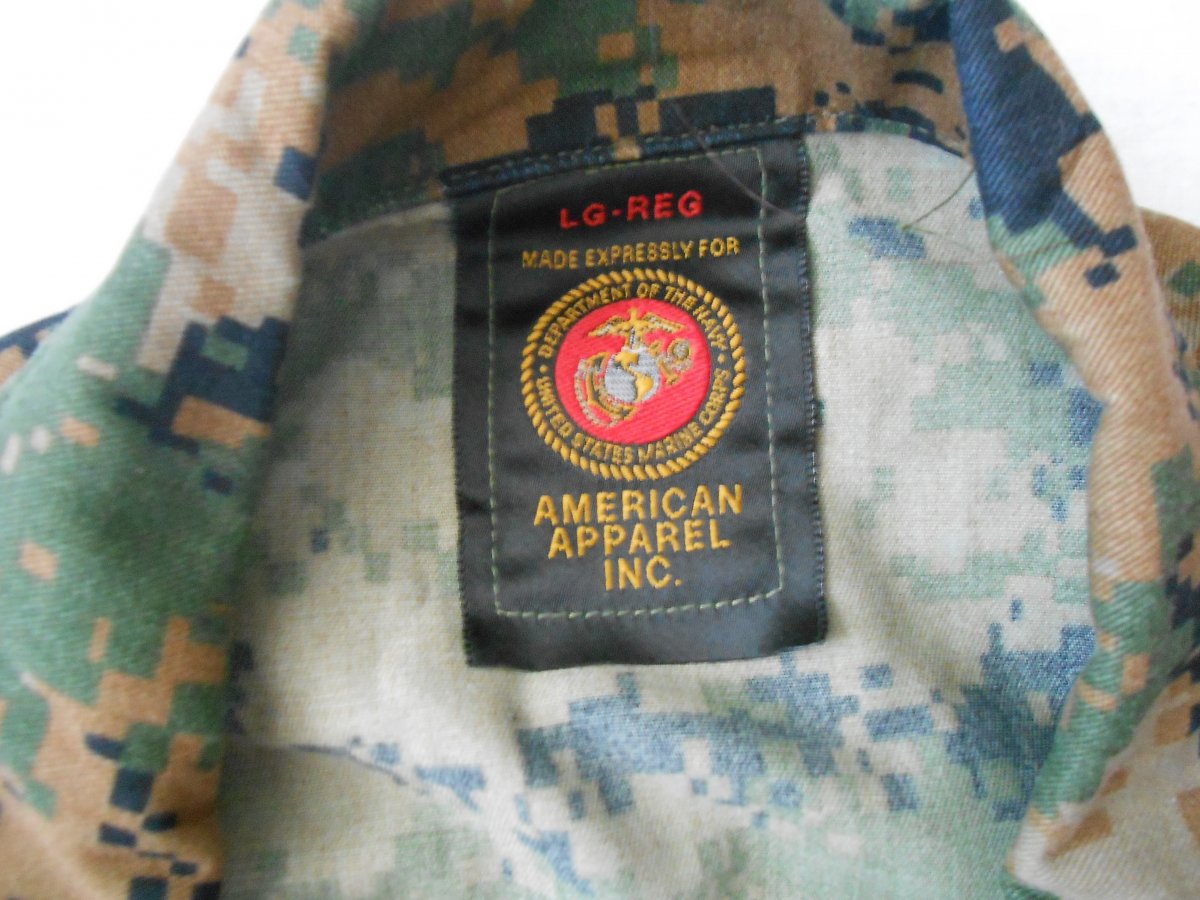 LG-REG
MADE EXPRESSLY FOR
DEPARTMENT OF THE NAVY
UNITED STATES MARINE CORPS
AMERICAN
APPAREL
INC.